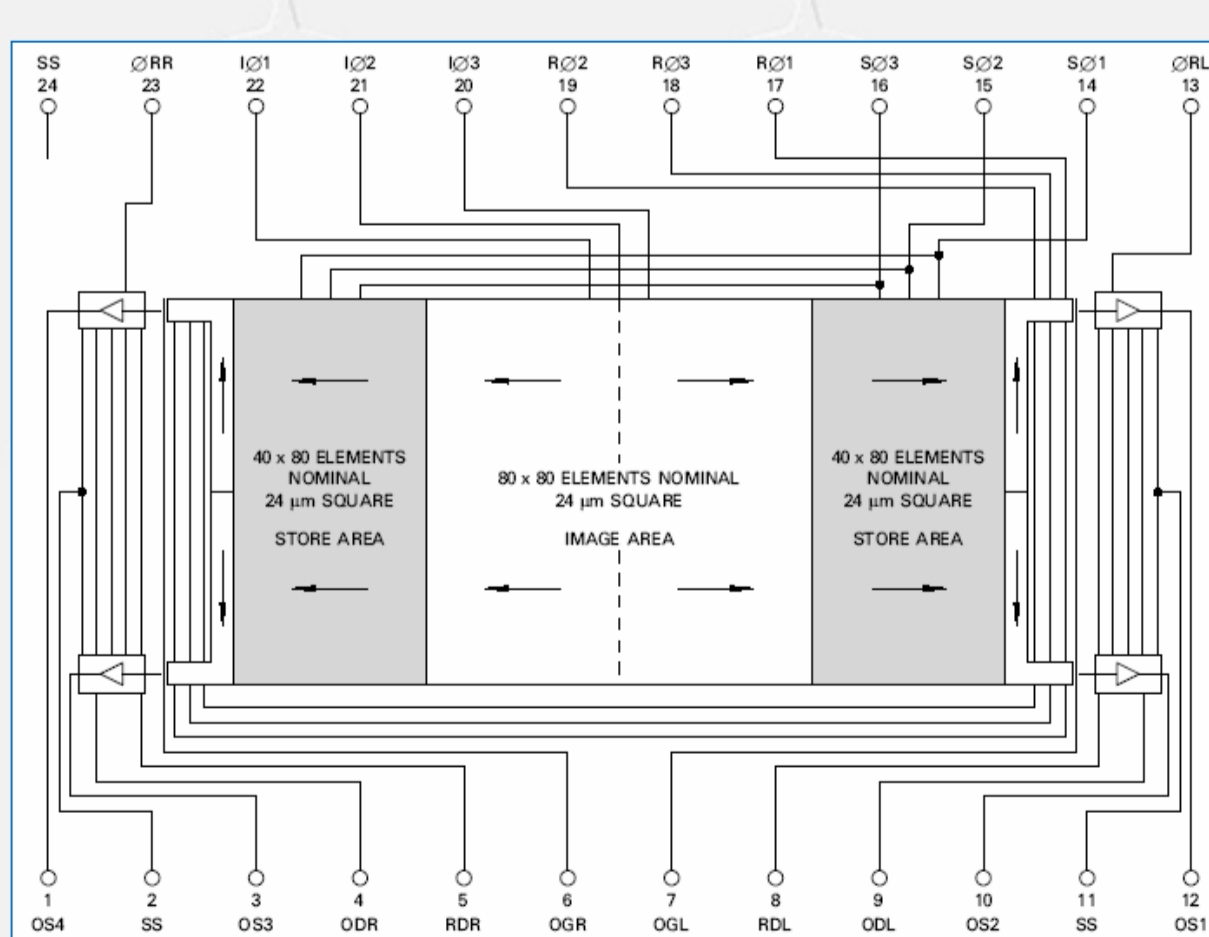 SS ØRR IØ1 IØ2 IØ3 RØ2 RØ3 RØ1 SØ3 SØ2 SØ1 ØRL
24 23 22 21 20 19 18 17 16 15 14 13
40 x 80 ELEMENTS
NOMINAL
24 µm SQUARE
STORE AREA
80 x 80 ELEMENTS NOMINAL
24 µm SQUARE
IMAGE AREA
40 x 80 ELEMENTS
NOMINAL
24 µm SQUARE
STORE AREA
1 2 3 4 5 6 7 8 9 10 11 12
OS4 SS OS3 ODR RDR OGR OGL RDL ODL OS2 SS OS1